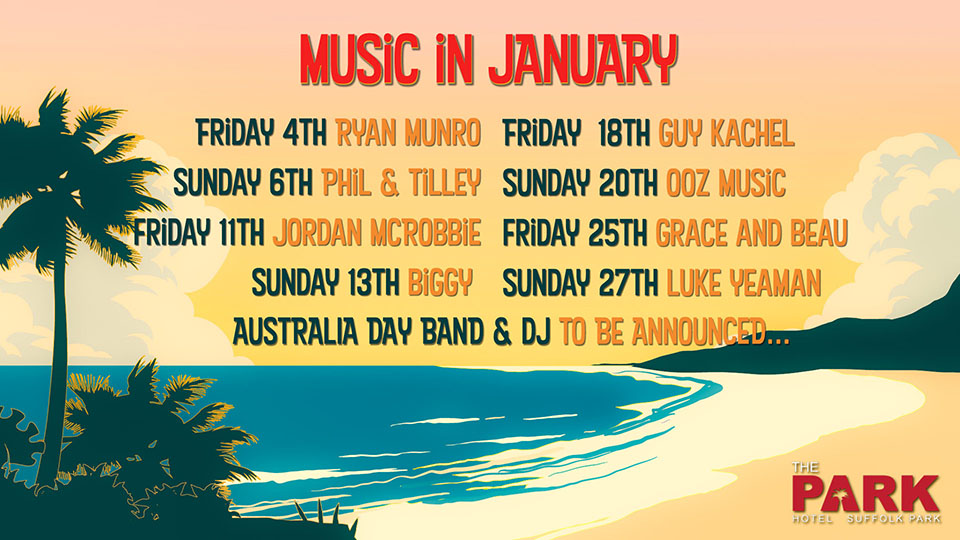 MUSiC iN JANUARY
FRiDAY 4TH RYAN MUNRO
SUNDAY 6TH PHiL & TiLLEY
FRiDAY 11TH JORDAN MCROBBiE
SUNDAY 13TH BiGGY
FRiDAY 18TH GUY KACHEL
SUNDAY 20TH OOZ MUSiC
FRiDAY 25TH GRACE AND BEAU
SUNDAY 27TH LUKE YEAMAN
AUSTRALIA DAY BAND & DJ TO BE ANNOUNCED...
THE
PARK
HOTEL SUFFOLK PARK